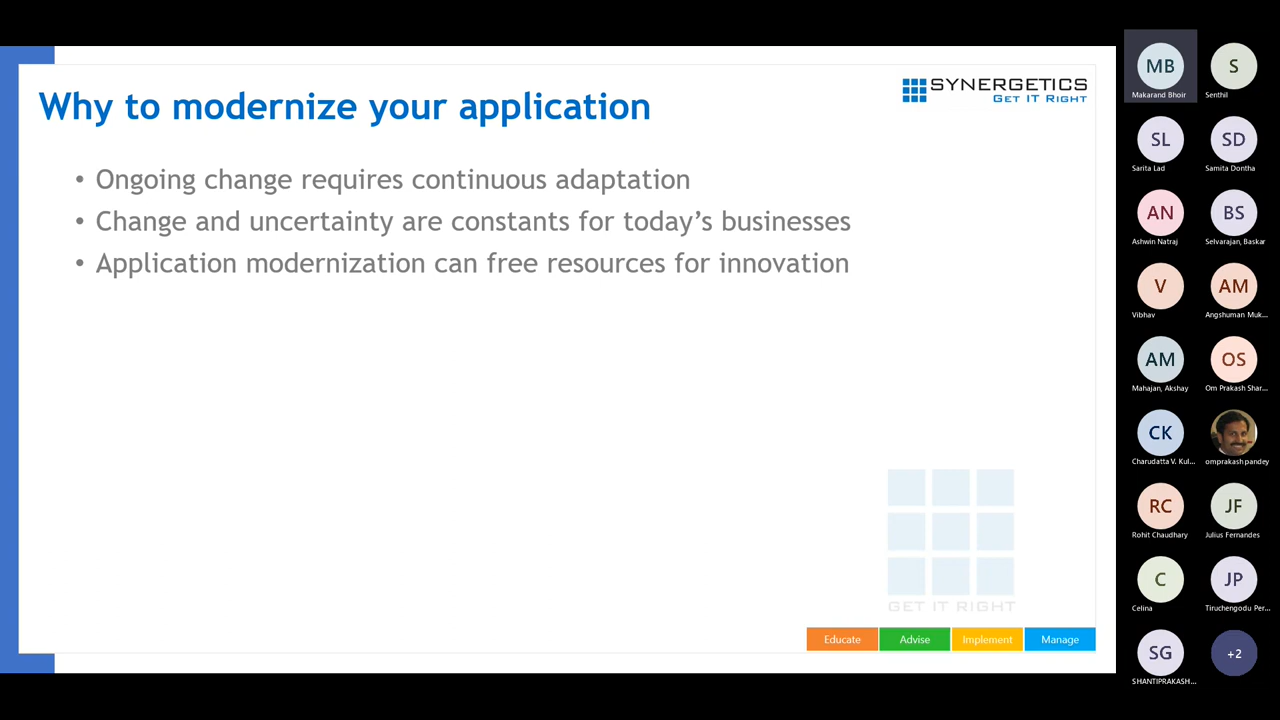 Why to modernize your application
SYNERGETICS
GET IT RIGHT
• Ongoing change requires continuous adaptation
• Change and uncertainty are constants for today’s businesses
• Application modernization can free resources for innovation
GET IT RIGHT
Educate Advise Implement Manage
MB S
Makarand Bhoir Senthil
SL SD
Sarita Lad Samita Dontha
AN BS
Ashwin Natraj Selvarajan, Baskar
V AM
Vibhav Angshuman Muk...
AM OS
Mahajan, Akshay Om Prakash Shar...
CK
Charudatta V. Kul... omprakash pandey
RC JF
Rohit Chaudhary Julius Fernandes
C JP
Celina Tiruchengodu Per...
SG +2
SHANTIPRAKASH...